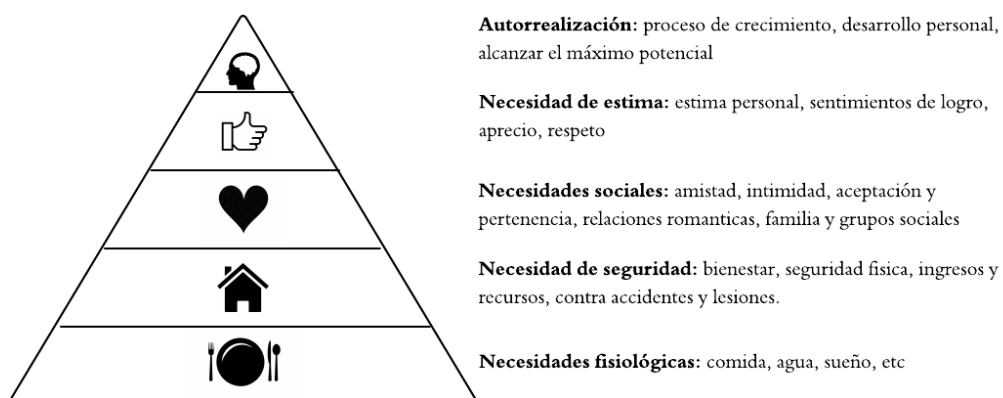 Autorrealización: proceso de crecimiento, desarrollo personal,
alcanzar el máximo potencial
Necesidad de estima: estima personal, sentimientos de logro,
aprecio, respeto
Necesidades sociales: amistad, intimidad, aceptación y
pertenencia, relaciones romanticas, familia y grupos sociales
Necesidad de seguridad: bienestar, seguridad fisica, ingresos y
recursos, contra accidentes y lesiones.
Necesidades fisiológicas: comida, agua, sueño, etc